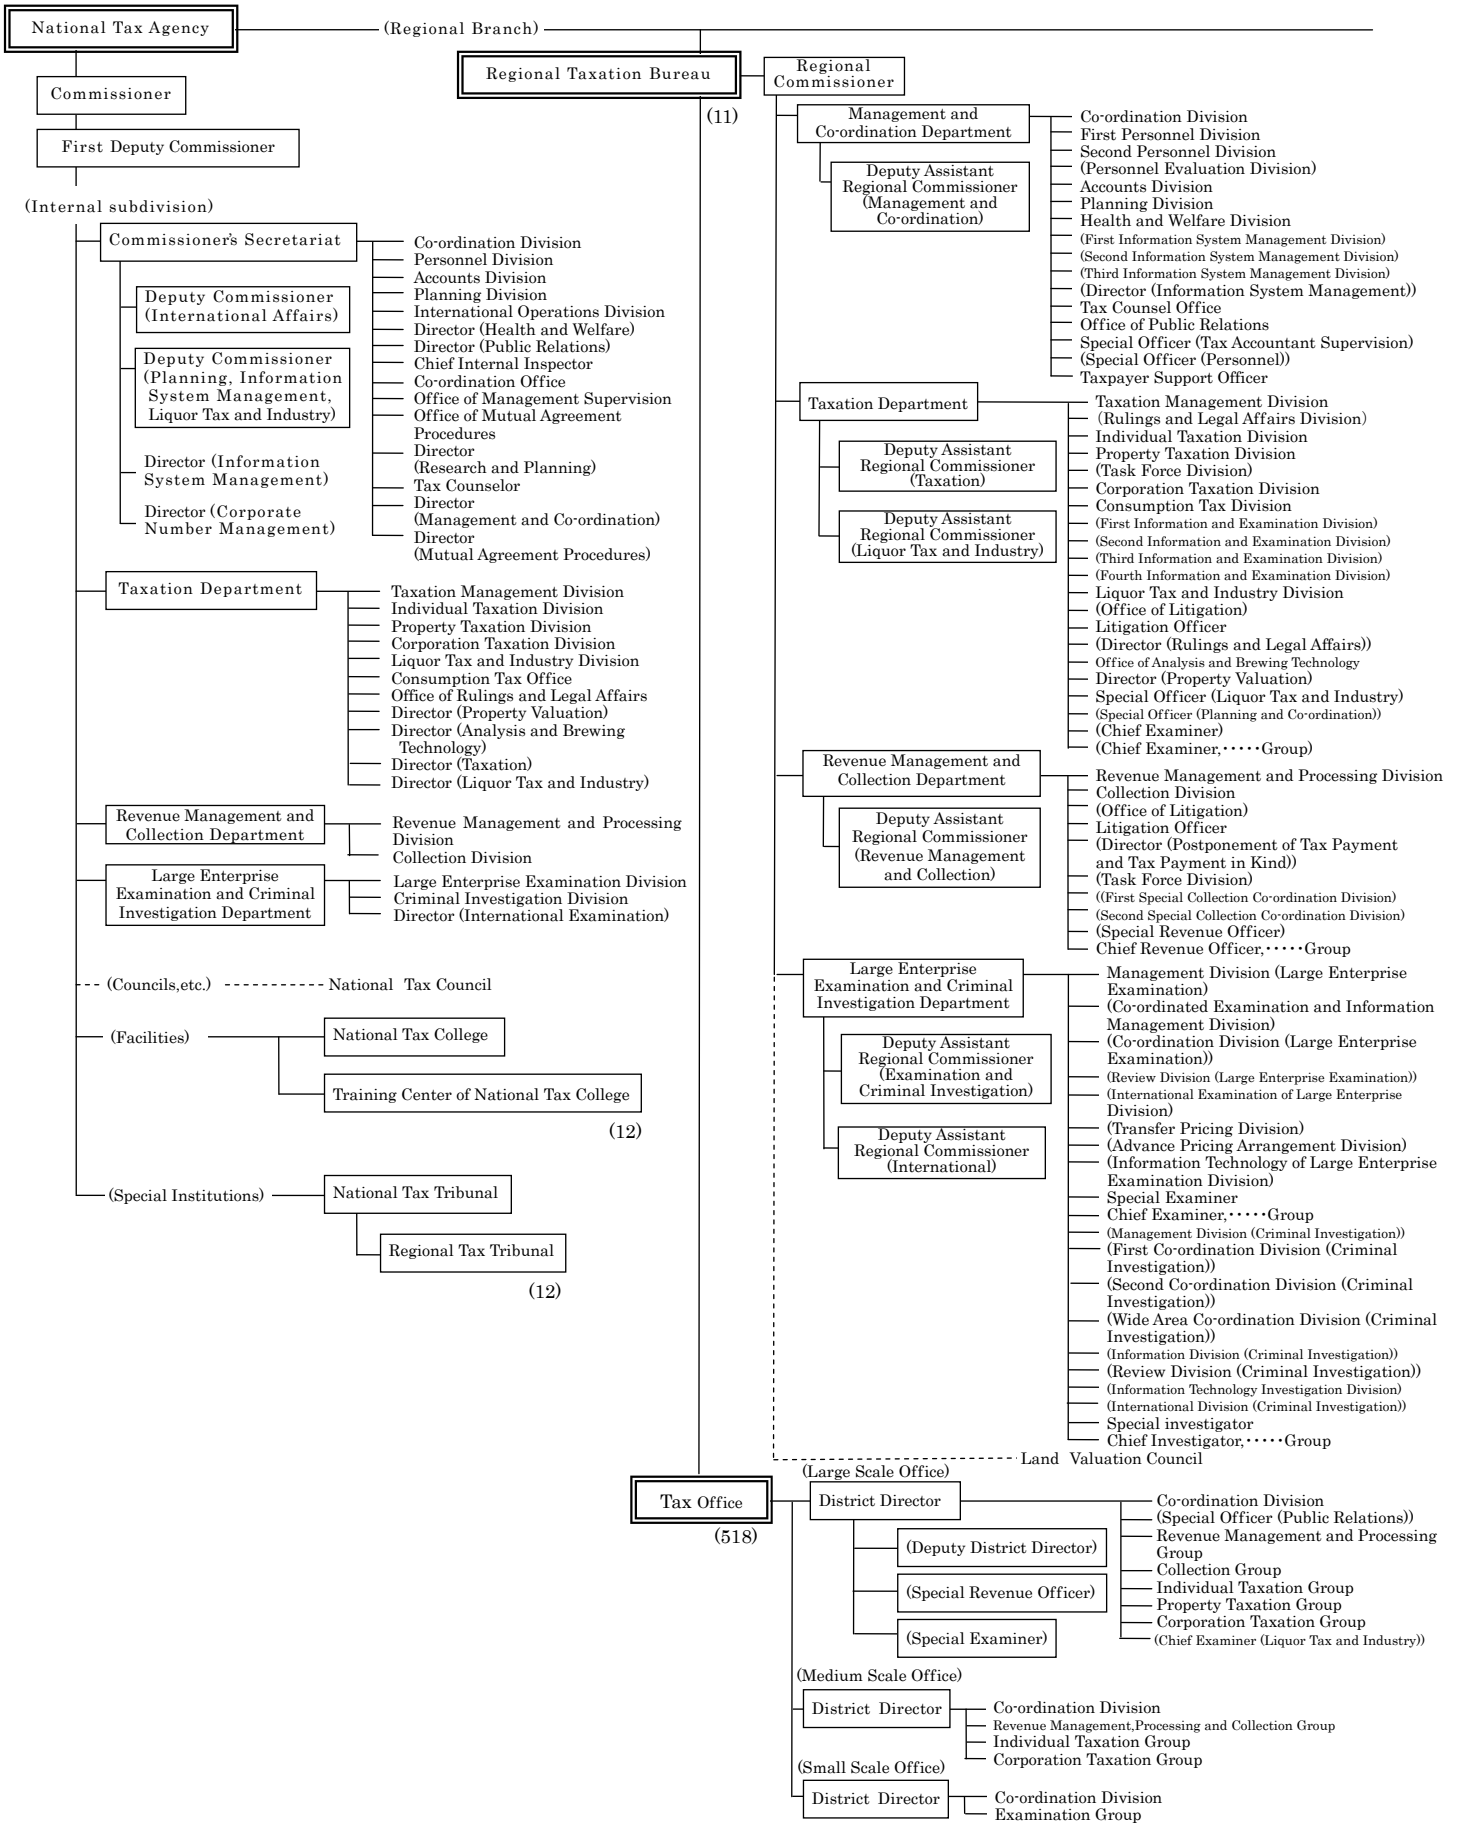 National Tax Agency
(Regional Branch)
Commissioner
First Deputy Commissioner
(Internal subdivision)
Commissioner's Secretariat
Deputy Commissioner
(International Affairs)
Deputy Commissioner
(Planning, Information
System Management,
Liquor Tax and Industry)
Director (Information
System Management)
Director (Corporate
Number Management)
Co-ordination Division
Personnel Division
Accounts Division
Planning Division
International Operations Division
Director (Health and Welfare)
Director (Public Relations)
Chief Internal Inspector
Co-ordination Office
Office of Management Supervision
Office of Mutual Agreement
Procedures
Director
(Research and Planning)
Tax Counselor
Director
(Management and Co-ordination)
Director
(Mutual Agreement Procedures)
Taxation Department
Taxation Management Division
Individual Taxation Division
Property Taxation Division
Corporation Taxation Division
Liquor Tax and Industry Division
Consumption Tax Office
Office of Rulings and Legal Affairs
Director (Property Valuation)
Director (Analysis and Brewing
Technology)
Director (Taxation)
Director (Liquor Tax and Industry)
Revenue Management and
Collection Department
Revenue Management and Processing
Division
Collection Division
Large Enterprise
Examination and Criminal
Investigation Department
Large Enterprise Examination Division
Criminal Investigation Division
Director (International Examination)
(Councils,etc.)
National Tax Council
(Facilities)
National Tax College
Training Center of National Tax College
(12)
(Special Institutions)
National Tax Tribunal
Regional Tax Tribunal
(12)
Regional Taxation Bureau
(11)
Regional
Commissioner
Management and
Co-ordination Department
Deputy Assistant
Regional Commissioner
(Management and
Co-ordination)
Co-ordination Division
First Personnel Division
Second Personnel Division
(Personnel Evaluation Division)
Accounts Division
Planning Division
Health and Welfare Division
(First Information System Management Division)
(Second Information System Management Division)
(Third Information System Management Division)
(Director (Information System Management))
Tax Counsel Office
Office of Public Relations
Special Officer (Tax Accountant Supervision)
(Special Officer (Personnel))
Taxpayer Support Officer
Taxation Department
Deputy Assistant
Regional Commissioner
(Taxation)
Deputy Assistant
Regional Commissioner
(Liquor Tax and Industry)
Taxation Management Division
(Rulings and Legal Affairs Division)
Individual Taxation Division
Property Taxation Division
(Task Force Division)
Corporation Taxation Division
Consumption Tax Division
(First Information and Examination Division)
(Second Information and Examination Division)
(Third Information and Examination Division)
(Fourth Information and Examination Division)
Liquor Tax and Industry Division
(Office of Litigation)
Litigation Officer
(Director (Rulings and Legal Affairs))
Office of Analysis and Brewing Technology
Director (Property Valuation)
Special Officer (Liquor Tax and Industry)
(Special Officer (Planning and Co-ordination))
(Chief Examiner)
(Chief Examiner,・・・・・Group)
Revenue Management and
Collection Department
Deputy Assistant
Regional Commissioner
(Revenue Management
and Collection)
Revenue Management and Processing Division
Collection Division
(Office of Litigation)
Litigation Officer
(Director (Postponement of Tax Payment
and Tax Payment in Kind))
(Task Force Division)
((First Special Collection Co-ordination Division)
(Second Special Collection Co-ordination Division)
(Special Revenue Officer)
Chief Revenue Officer,・・・・・Group
Large Enterprise
Examination and Criminal
Investigation Department
Deputy Assistant
Regional Commissioner
(Examination and
Criminal Investigation)
Deputy Assistant
Regional Commissioner
(International)
Management Division (Large Enterprise
Examination)
(Co-ordinated Examination and Information
Management Division)
(Co-ordination Division (Large Enterprise
Examination))
(Review Division (Large Enterprise Examination))
(International Examination of Large Enterprise
Division)
(Transfer Pricing Division)
(Advance Pricing Arrangement Division)
(Information Technology of Large Enterprise
Examination Division)
Special Examiner
Chief Examiner,・・・・・Group
(Management Division (Criminal Investigation))
(First Co-ordination Division (Criminal
Investigation))
(Second Co-ordination Division (Criminal
Investigation))
(Wide Area Co-ordination Division (Criminal
Investigation))
(Information Division (Criminal Investigation))
(Review Division (Criminal Investigation))
(Information Technology Investigation Division)
(International Division (Criminal Investigation))
Special investigator
Chief Investigator,・・・・・Group
Land Valuation Council
Tax Office
(518)
(Large Scale Office)
District Director
(Deputy District Director)
(Special Revenue Officer)
(Special Examiner)
Co-ordination Division
(Special Officer (Public Relations))
Revenue Management and Processing
Group
Collection Group
Individual Taxation Group
Property Taxation Group
Corporation Taxation Group
(Chief Examiner (Liquor Tax and Industry))
(Medium Scale Office)
District Director
Co-ordination Division
Revenue Management,Processing and Collection Group
Individual Taxation Group
Corporation Taxation Group
(Small Scale Office)
District Director
Co-ordination Division
Examination Group